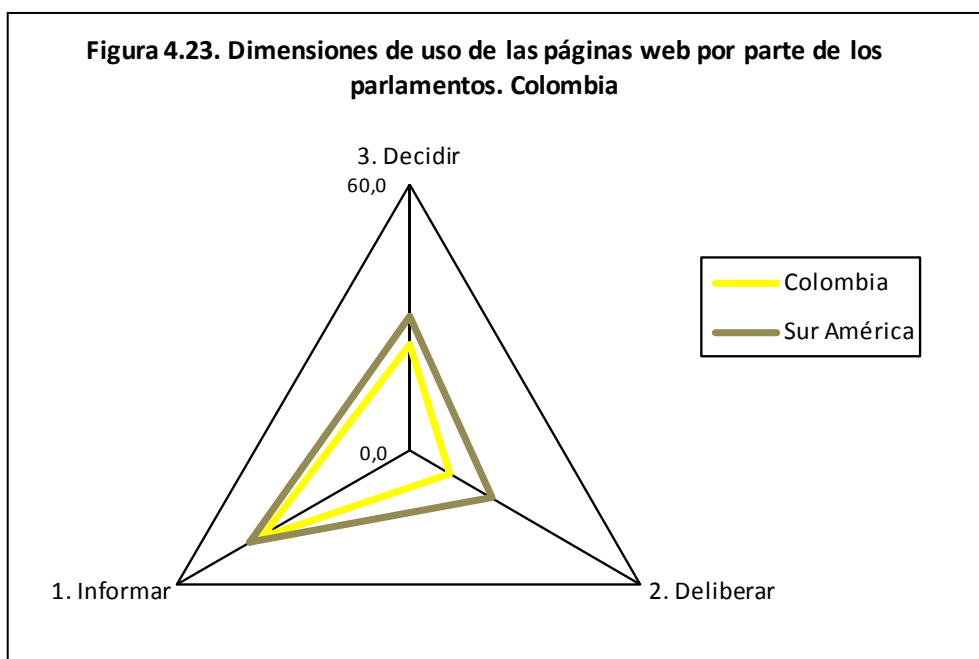 Figura 4.23. Dimensiones de uso de las páginas web por parte de los
parlamentos. Colombia
3. Decidir
60,0
Colombia
Sur América
0,0
1. Informar
2. Deliberar